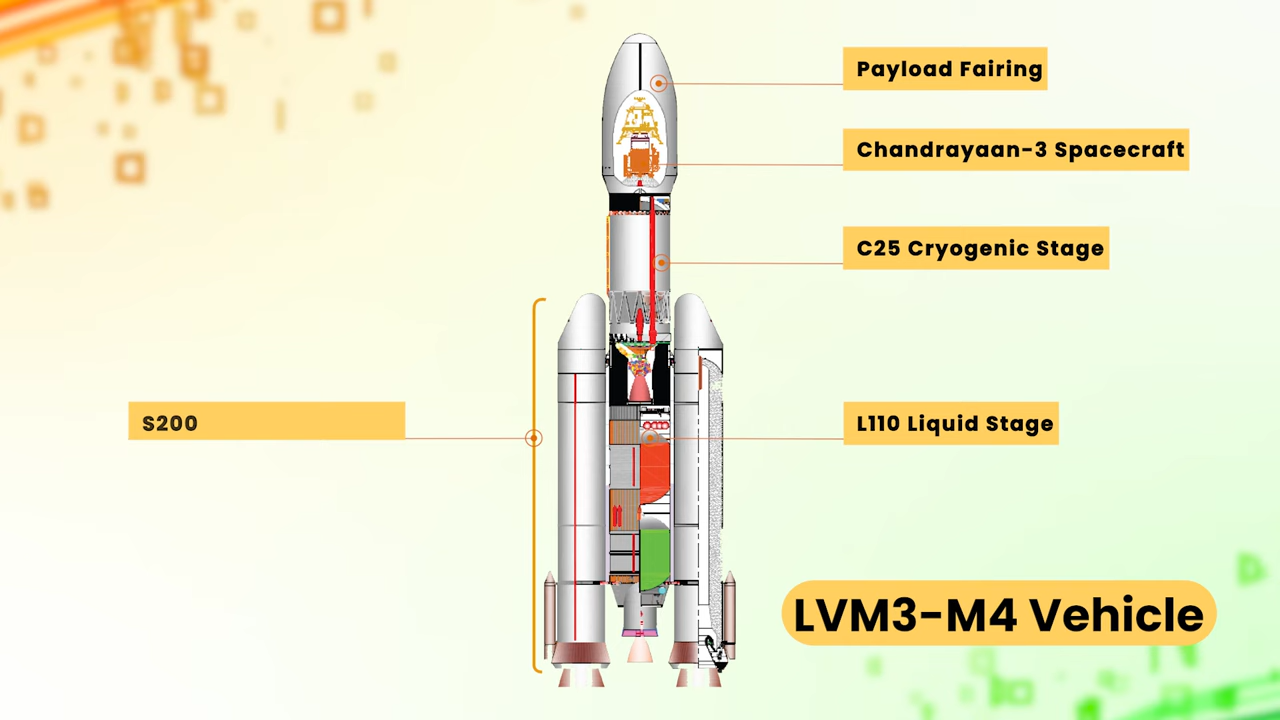 Payload Fairing
Chandrayaan-3 Spacecraft
C25 Cryogenic Stage
S200
L110 Liquid Stage
LVM3-M4 Vehicle